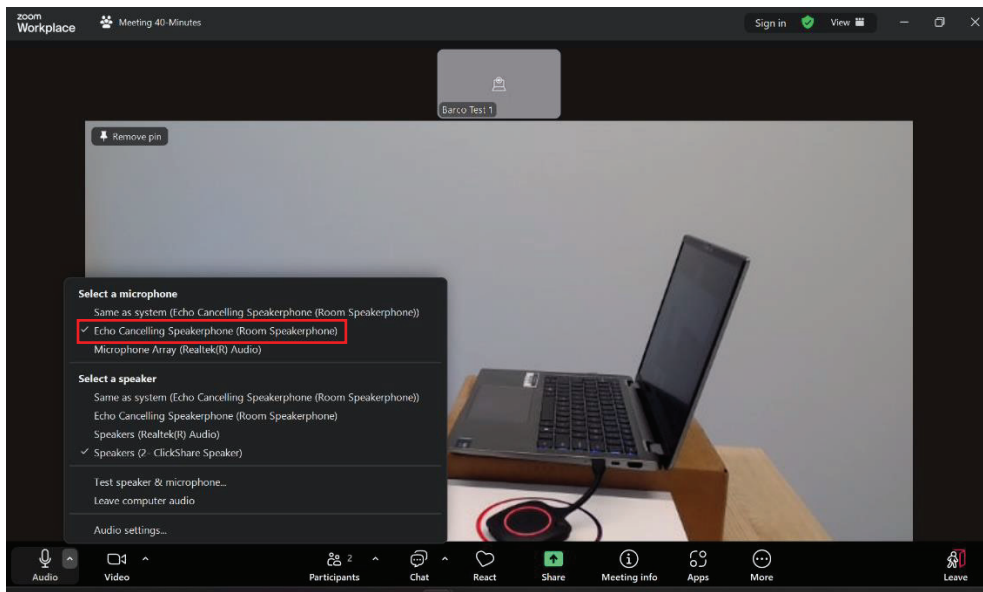 zoom
Workplace
Meeting 40-Minutes
Sign in
View
Barco Test 1
Remove pin
Select a microphone
Same as system (Echo Cancelling Speakerphone (Room Speakerphone))
✓ Echo Cancelling Speakerphone (Room Speakerphone)
Microphone Array (Realtek(R) Audio)
Select a speaker
Same as system (Echo Cancelling Speakerphone (Room Speakerphone))
Echo Cancelling Speakerphone (Room Speakerphone)
Speakers (Realtek(R) Audio)
✓ Speakers (2- ClickShare Speaker)
Test speaker & microphone...
Leave computer audio
Audio settings...
Audio
Video
2
Participants
Chat
React
Share
Meeting info
Apps
More
Leave